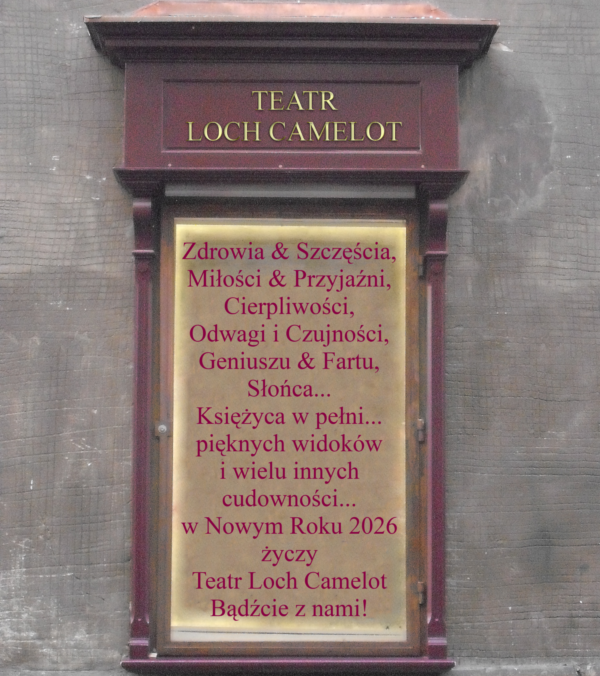 TEATR
LOCH CAMELOT
Zdrowia & Szczęścia,
Miłości & Przyjaźni,
Cierpliwości,
Odwagi i Czujności,
Geniuszu & Fartu,
Słońca...
Księżyca w pełni...
pięknych widoków
i wielu innych
cudowności...
w Nowym Roku 2026
życzy
Teatr Loch Camelot
Bądźcie z nami!